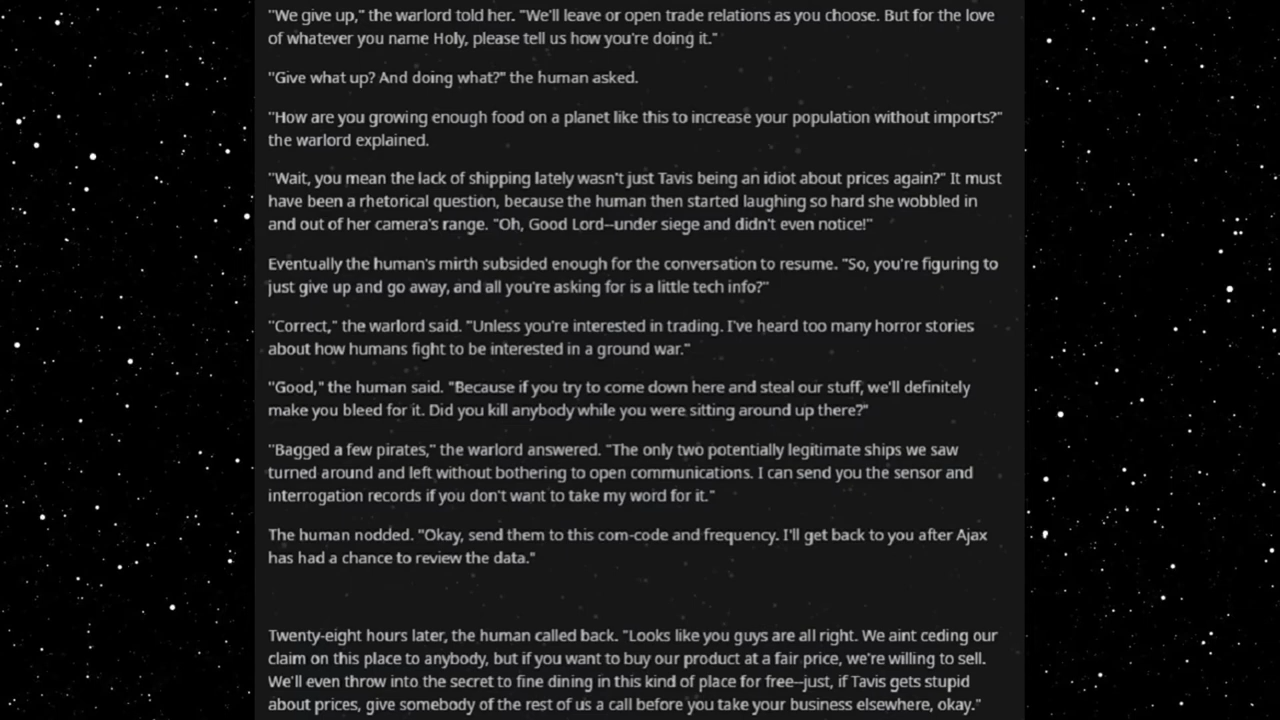 "We give up," the warlord told her. "We'll leave or open trade relations as you choose. But for the love
of whatever you name Holy, please tell us how you're doing it."
"Give what up? And doing what?" the human asked.
"How are you growing enough food on a planet like this to increase your population without imports?"
the warlord explained.
"Wait, you mean the lack of shipping lately wasn't just Tavis being an idiot about prices again?" It must
have been a rhetorical question, because the human then started laughing so hard she wobbled in
and out of her camera's range. "Oh, Good Lord--under siege and didn't even notice!"
Eventually the human's mirth subsided enough for the conversation to resume. "So, you're figuring to
just give up and go away, and all you're asking for is a little tech info?"
"Correct," the warlord said. "Unless you're interested in trading. I've heard too many horror stories
about how humans fight to be interested in a ground war."
"Good," the human said. "Because if you try to come down here and steal our stuff, we'll definitely
make you bleed for it. Did you kill anybody while you were sitting around up there?"
"Bagged a few pirates," the warlord answered. "The only two potentially legitimate ships we saw
turned around and left without bothering to open communications. I can send you the sensor and
interrogation records if you don't want to take my word for it."
The human nodded. "Okay, send them to this com-code and frequency. I'll get back to you after Ajax
has had a chance to review the data."
Twenty-eight hours later, the human called back. "Looks like you guys are all right. We aint ceding our
claim on this place to anybody, but if you want to buy our product at a fair price, we're willing to sell.
We'll even throw into the secret to fine dining in this kind of place for free--just, if Tavis gets stupid
about prices, give somebody of the rest of us a call before you take your business elsewhere, okay."